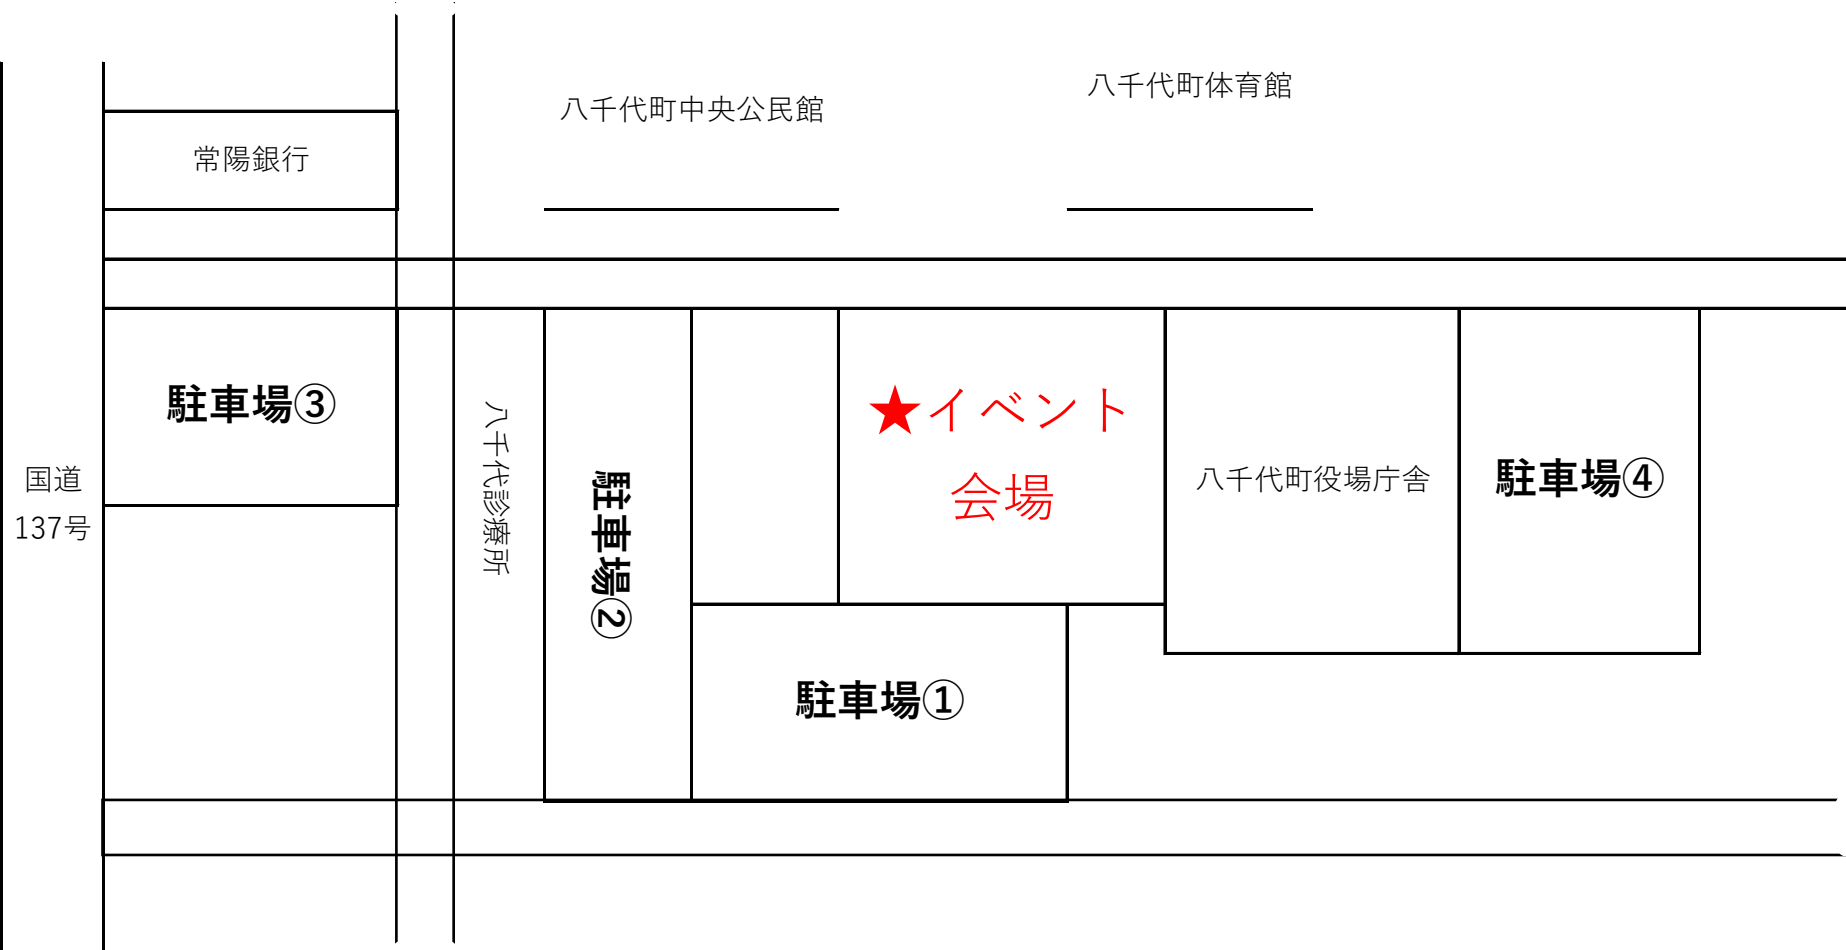 八千代町体育館
八千代町中央公民館
常陽銀行
駐車場③
★イベント
会場
国道
137号
八千代診療所
駐車場②
八千代町役場庁舎
駐車場④
駐車場①